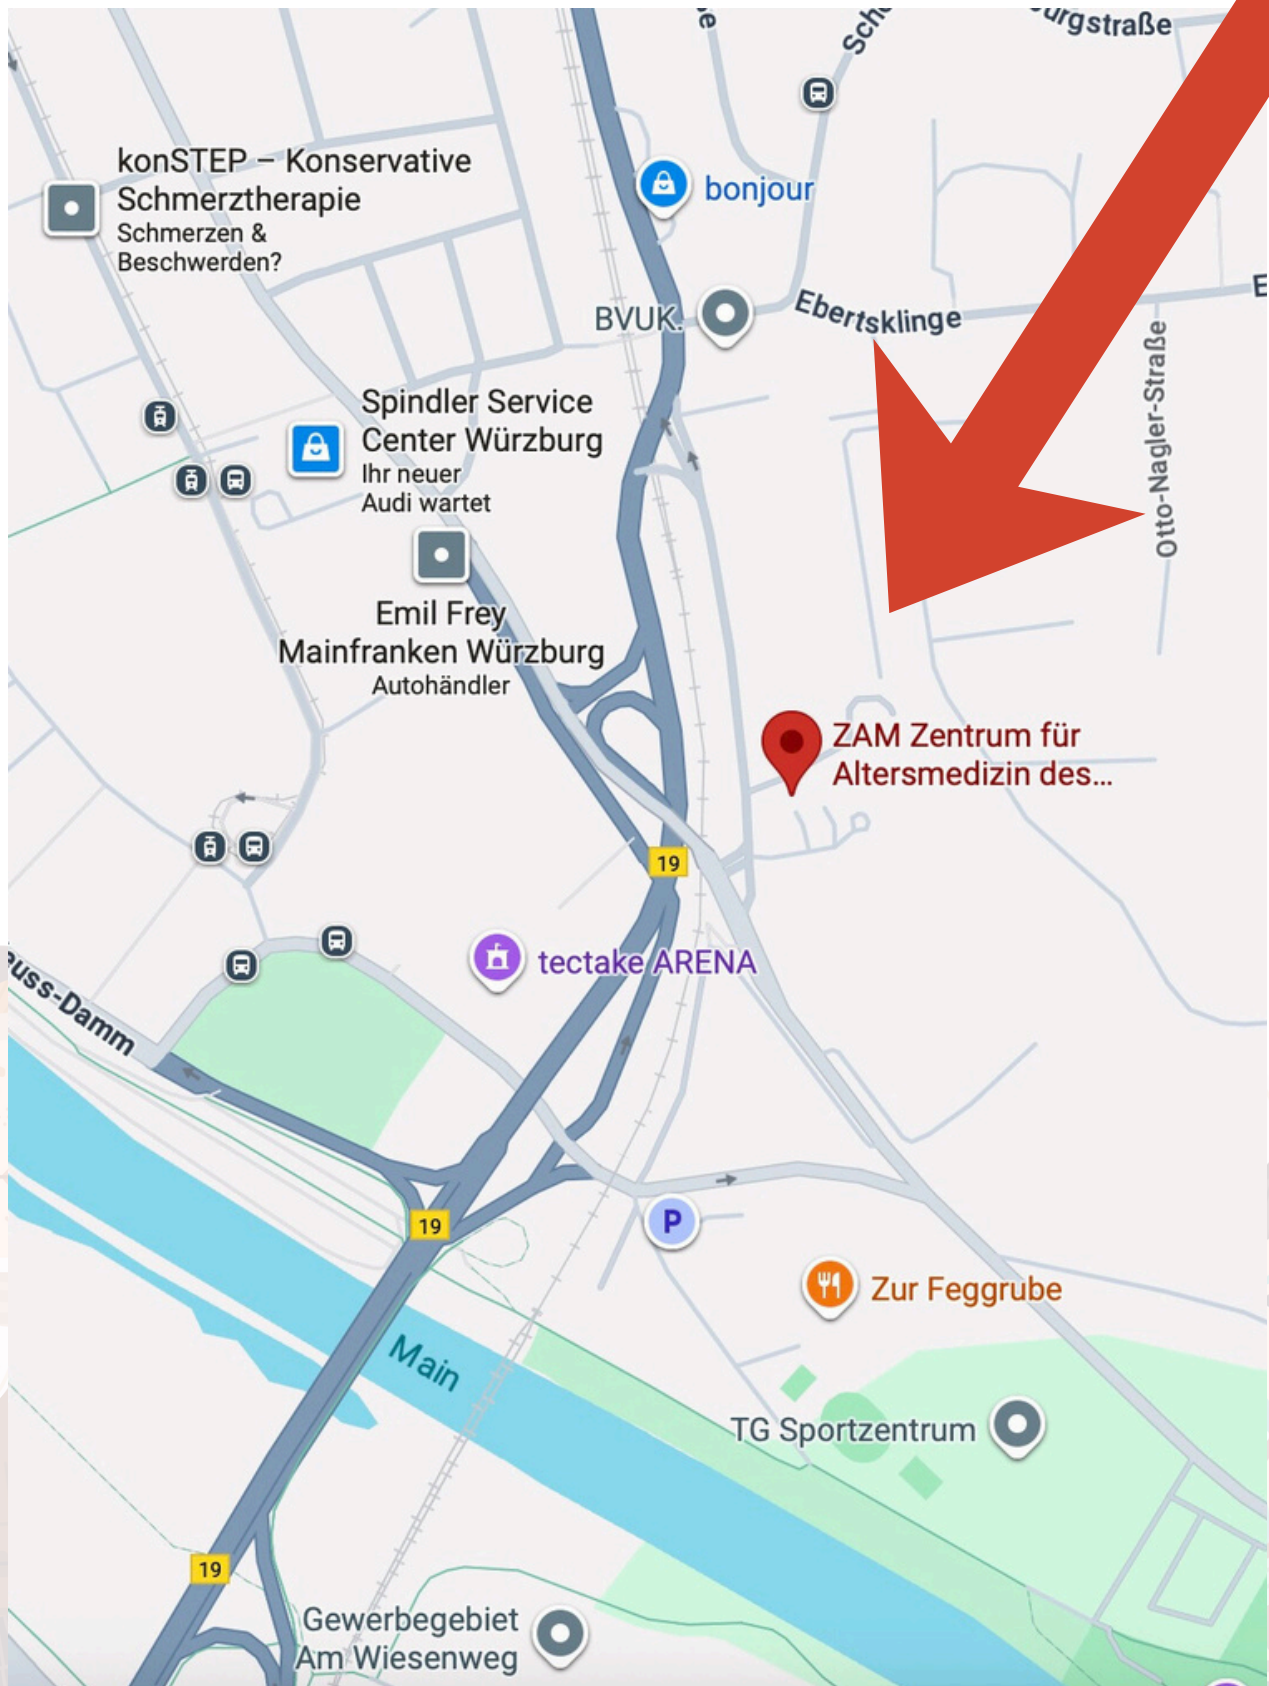 konSTEP – Konservative
Schmerztherapie
Schmerzen &
Beschwerden?
bonjour
BVUK.
Ebertsklinge
Otto-Nagler-Straße
Spindler Service
Center Würzburg
Ihr neuer
Audi wartet
Emil Frey
Mainfranken Würzburg
Autohändler
ZAM Zentrum für
Altersmedizin des...
19
tectake ARENA
uss-Damm
19
P
Zur Feggrube
Main
TG Sportzentrum
19
Gewerbegebiet
Am Wiesenweg